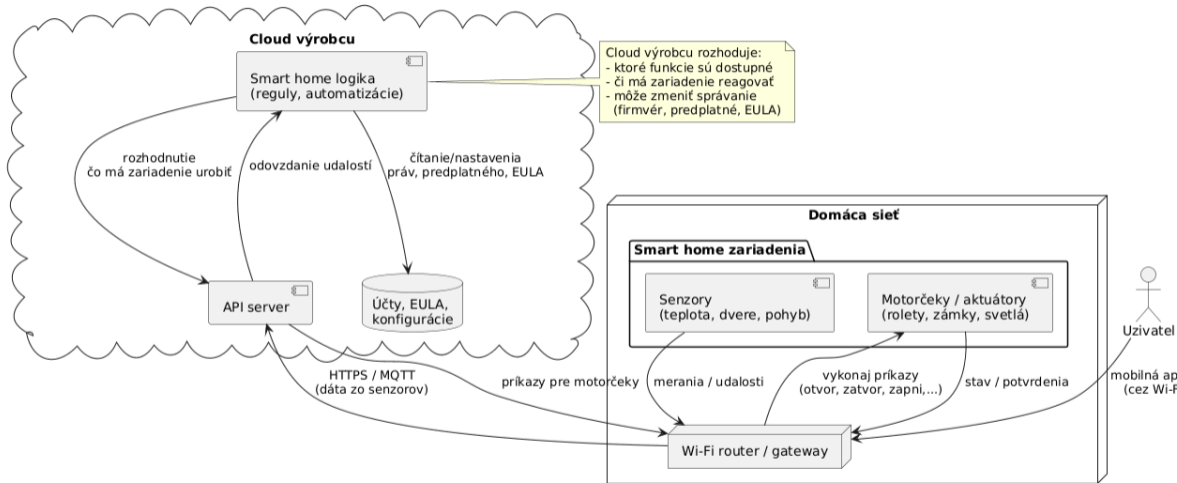 Cloud výrobcu
Smart home logika
(reguly, automatizácie)
Cloud výrobcu rozhoduje:
- ktoré funkcie sú dostupné
- či má zariadenie reagovať
- môže zmeniť správanie
(firmvér, predplatné, EULA)
rozhodnutie
čo má zariadenie urobiť
odovzdanie udalostí
čítanie/nastavenia
práv, predplatného, EULA
API server
Účty, EULA,
konfigurácie
Domáca sieť
Smart home zariadenia
Senzory
(teplota, dvere, pohyb)
Motorčeky / aktuátory
(rolety, zámky, svetlá)
Uzivatel
HTTPS / MQTT
(dáta zo senzorov)
príkazy pre motorčeky
merania / udalosti
vykonaj príkazy
(otvor, zatvor, zapni,...)
stav / potvrdenia
mobilná ap
(cez Wi-F
Wi-Fi router / gateway